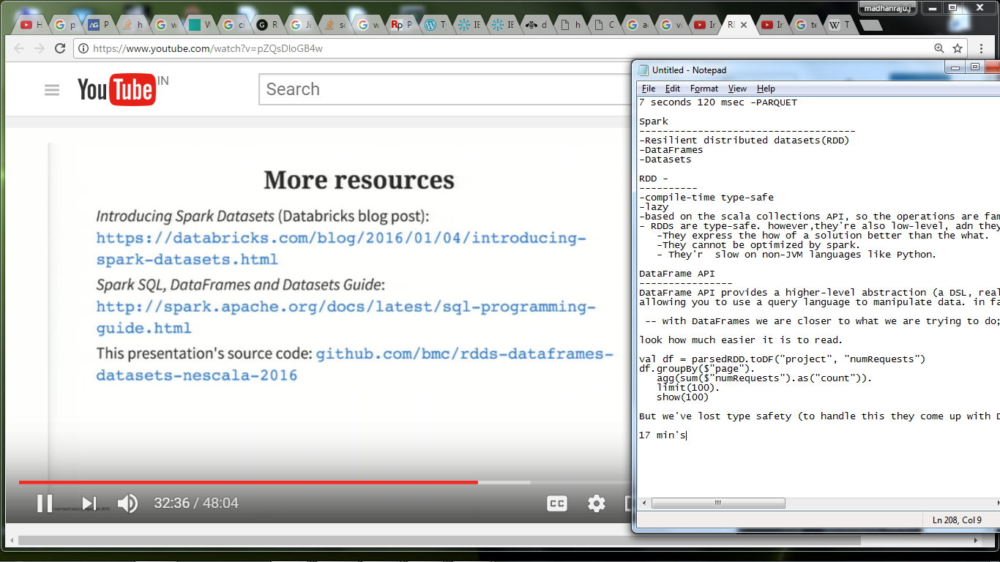 madhanraju.j
https://www.youtube.com/watch?v=pZQsDIoGB4w
YouTube IN
Search
More resources
Introducing Spark Datasets (Databricks blog post):
https://databricks.com/blog/2016/01/04/introducing-
spark-datasets.html
Spark SQL, DataFrames and Datasets Guide:
http://spark.apache.org/docs/latest/sql-programming-
guide.html
This presentation's source code: github.com/bmc/rdds-dataframes-
datasets-nescala-2016
32:36 / 48:04
CC
Untitled - Notepad
File Edit Format View Help
7 seconds 120 msec -PARQUET
Spark
-------------------------------------
-Resilient distributed datasets(RDD)
-DataFrames
-Datasets
RDD -
----------
-compile-time type-safe
-lazy
-based on the scala collections API, so the operations are fam
- RDDs are type-safe. however,they're also low-level, adn they
-They express the how of a solution better than the what.
-They cannot be optimized by spark.
- They'r  slow on non-JVM languages like Python.
DataFrame API
----------------
DataFrame API provides a higher-level abstraction (a DSL, real
allowing you to use a query language to manipulate data. in fa
-- with DataFrames we are closer to what we are trying to do;
look how much easier it is to read.
val df = parsedRDD.toDF("project", "numRequests")
df.groupBy($"page").
agg(sum($"numRequests").as("count")).
limit(100).
show(100)
But we've lost type safety (to handle this they come up with D
17 min's
Ln 208, Col 9